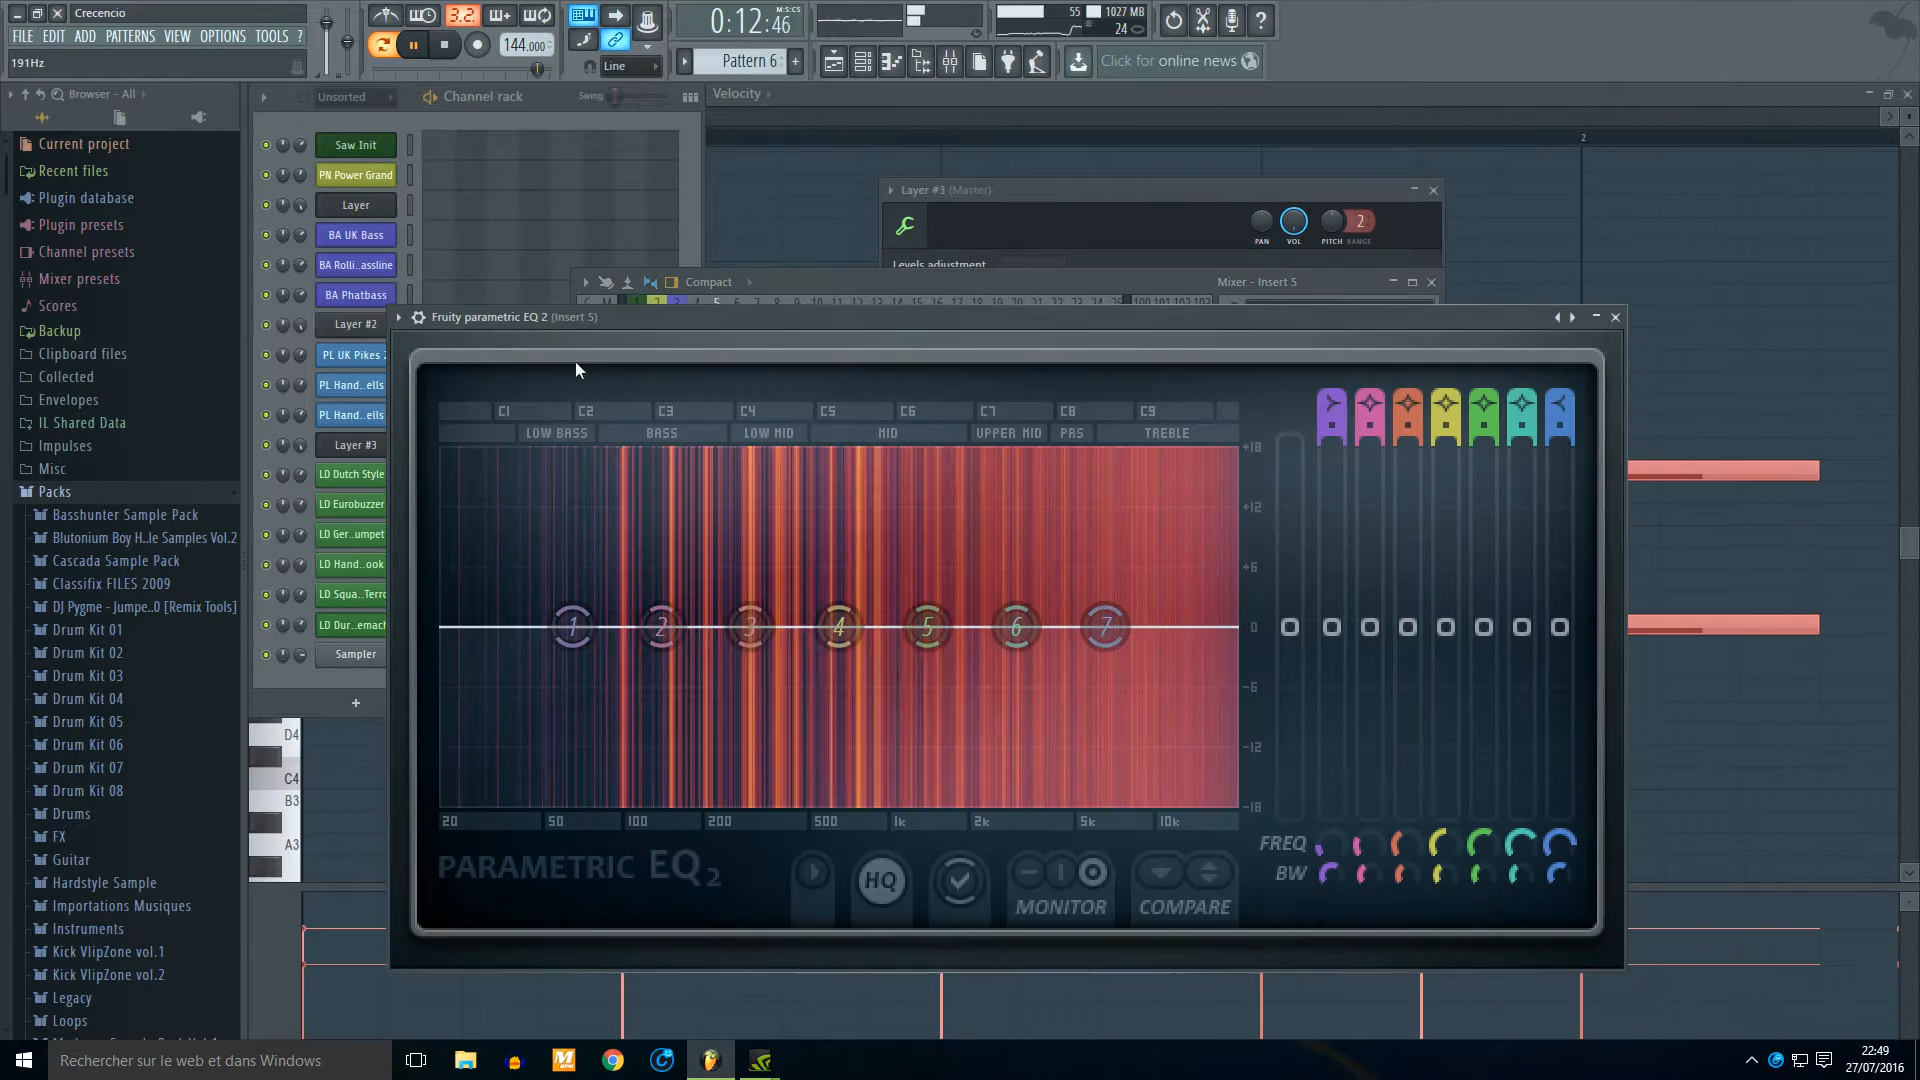 Crecencio
FILE EDIT ADD PATTERNS VIEW OPTIONS TOOLS ?
191Hz
3.2
144.000
Line
0:12:46
M:S:CS
Pattern 6
55
1027 MB
24
Click for online news
Browser - All
Current project
Recent files
Plugin database
Plugin presets
Channel presets
Mixer presets
Scores
Backup
Clipboard files
Collected
Envelopes
IL Shared Data
Impulses
Misc
Packs
Basshunter Sample Pack
Blutonium Boy H..le Samples Vol.2
Cascada Sample Pack
Classifix FILES 2009
DJ Pygme - Jumpe..0 [Remix Tools]
Drum Kit 01
Drum Kit 02
Drum Kit 03
Drum Kit 04
Drum Kit 05
Drum Kit 06
Drum Kit 07
Drum Kit 08
Drums
FX
Guitar
Hardstyle Sample
Importations Musiques
Instruments
Kick VlipZone vol.1
Kick VlipZone vol.2
Legacy
Loops
Unsorted
Channel rack
Swing
Saw Init
PN Power Grand
Layer
BA UK Bass
BA Rolli..assline
BA Phatbass
Layer #2
PL UK Pikes 2
PL Hand..ells
PL Hand..ells
Layer #3
LD Dutch Style
LD Eurobuzzer
LD Ger..umpet
LD Hand..ook
LD Squa..Terro
LD Dur..emach
Sampler
+
D4
C4
B3
A3
Velocity
2
Layer #3 (Master)
PAN VOL PITCH RANGE
2
Levels adjustment
Compact
Mixer - Insert 5
Fruity parametric EQ 2 (Insert 5)
C1 C2 C3 C4 C5 C6 C7 C8 C9
LOW BASS BASS LOW MID MID UPPER MID PRS TREBLE
+18
+12
+6
0
-6
-12
-18
1 2 3 4 5 6 7
20 50 100 200 500 1k 2k 5k 10k
PARAMETRIC EQ2
HQ
MONITOR
COMPARE
FREQ
BW
Rechercher sur le web et dans Windows
22:49
27/07/2016